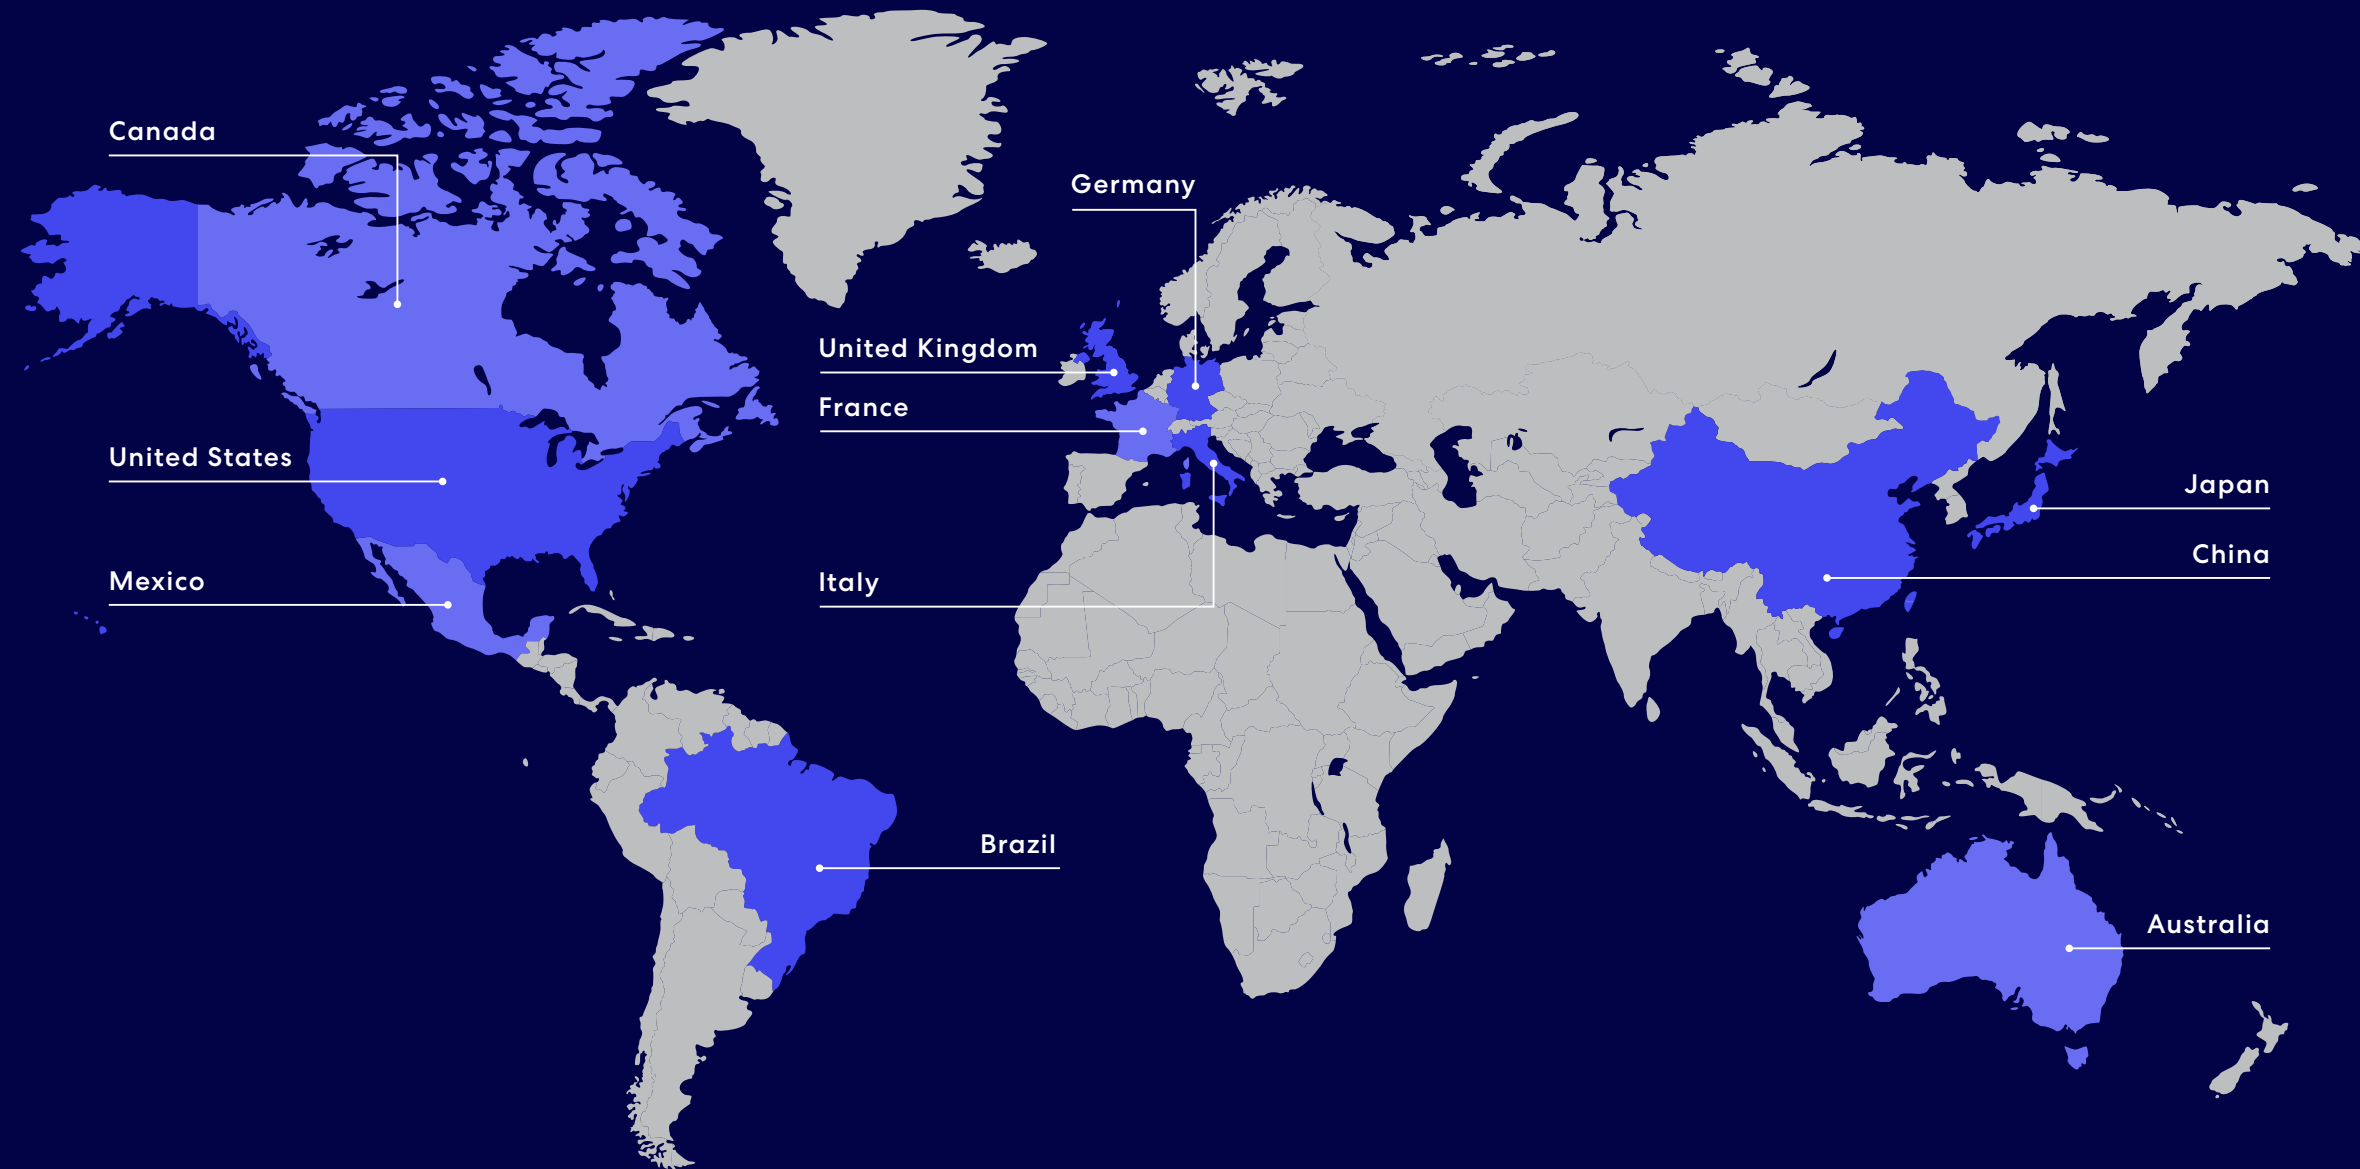 Canada
Germany
United Kingdom
France
United States
Japan
China
Mexico
Italy
Brazil
Australia